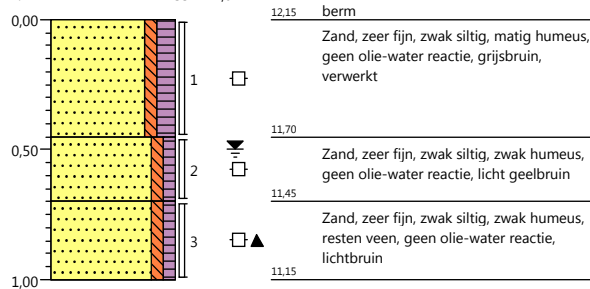 0,00
12,15 berm
Zand, zeer fijn, zwak siltig, matig humeus,
geen olie-water reactie, grijsbruin,
verwerkt
1
11,70
0,50
Zand, zeer fijn, zwak siltig, zwak humeus,
geen olie-water reactie, licht geelbruin
2
11,45
Zand, zeer fijn, zwak siltig, zwak humeus,
resten veen, geen olie-water reactie,
lichtbruin
3
11,15
1,00